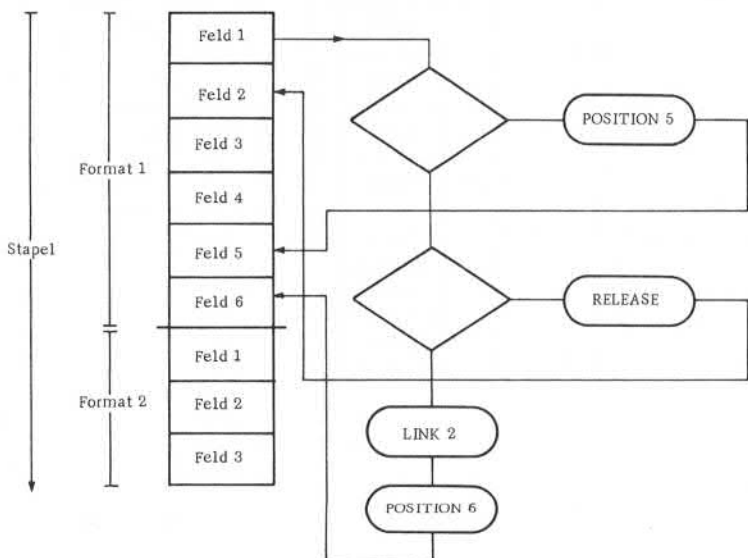 Stapel
Format 1
Format 2
Feld 1
Feld 2
Feld 3
Feld 4
Feld 5
Feld 6
Feld 1
Feld 2
Feld 3
POSITION 5
RELEASE
LINK 2
POSITION 6